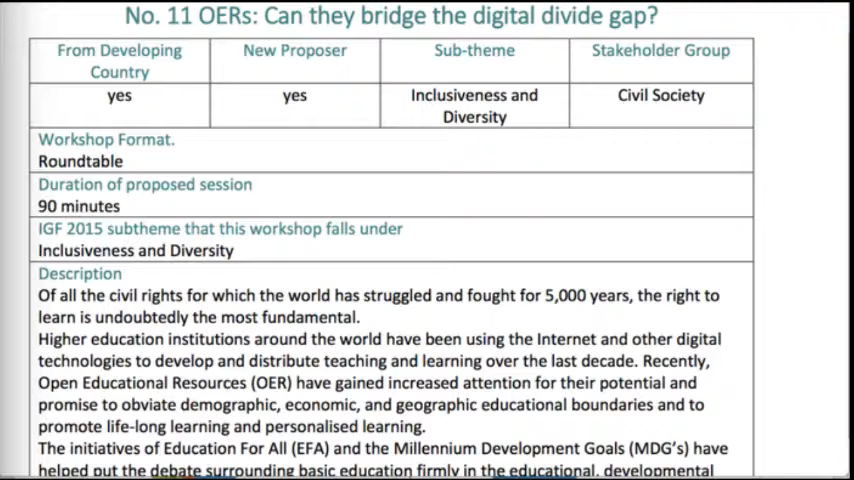 No. 11 OERs: Can they bridge the digital divide gap?
From Developing
Country
New Proposer
Sub-theme
Stakeholder Group
yes
yes
Inclusiveness and
Diversity
Civil Society
Workshop Format.
Roundtable
Duration of proposed session
90 minutes
IGF 2015 subtheme that this workshop falls under
Inclusiveness and Diversity
Description
Of all the civil rights for which the world has struggled and fought for 5,000 years, the right to
learn is undoubtedly the most fundamental.
Higher education institutions around the world have been using the Internet and other digital
technologies to develop and distribute teaching and learning over the last decade. Recently,
Open Educational Resources (OER) have gained increased attention for their potential and
promise to obviate demographic, economic, and geographic educational boundaries and to
promote life-long learning and personalised learning.
The initiatives of Education For All (EFA) and the Millennium Development Goals (MDG's) have
helped put the debate surrounding basic education firmly in the educational, developmental